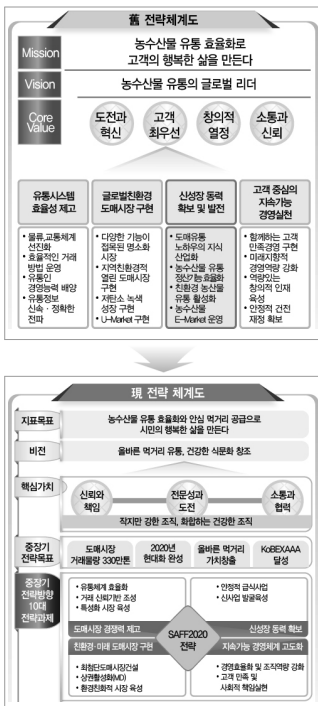 舊 전략체계도
Mission
농수산물 유통 효율화로
고객의 행복한 삶을 만든다
Vision
농수산물 유통의 글로벌 리더
Core
Value
도전과
혁신
고객
최우선
창의적
열정
소통과
신뢰
유통시스템
효율성 제고
글로벌친환경
도매시장 구현
신성장 동력
확보 및 발전
고객 중심의
지속가능
경영실천
• 물류,교통체계
선진화
• 효율적인 거래
방법 운영
• 유통인
경영능력 배양
• 유통정보
신속·정확한
전파
• 다양한 기능이
접목된 명소화
시장
• 지역친환경적
열린 도매시장
구현
• 저탄소 녹색
성장 구현
• U-Market 구현
• 도매유통
노하우의 지식
산업화
• 농수산물 유통
정산기능 효율화
• 친환경 농산물
유통 활성화
• 농수산물
E-Market 운영
• 함께하는 고객
만족경영 구현
• 미래지향적
경영역량 강화
• 역량있는
창의적 인재
육성
• 안정적 건전
재정 확보
現 전략 체계도
지표목표
농수산물 유통 효율화와 안심 먹거리 공급으로
시민의 행복한 삶을 만든다
비전
올바른 먹거리 유통, 건강한 식문화 창조
핵심가치
신뢰와
책임
전문성과
도전
소통과
협력
작지만 강한 조직, 화합하는 건강한 조직
중장기
전략목표
도매시장
거래물량 330만톤
2020년
현대화 완성
올바른 먹거리
가치창출
KoBEXAAA
달성
중장기
전략방향
10대
전략과제
• 유통체계 효율화
• 거래 신뢰기반 조성
• 특성화 시장 육성
• 안정적 급식사업
• 신사업 발굴육성
도매시장 경쟁력 제고
신성장 동력 확보
SAFF2020
전략
친환경·미래 도매시장 구현
지속가능 경영체계 고도화
• 최첨단도매시장건설
• 상권활성화(MD)
• 환경친화적 시장 육성
• 경영효율화 및 조직역량 강화
• 고객 만족 및
사회적 책임실현